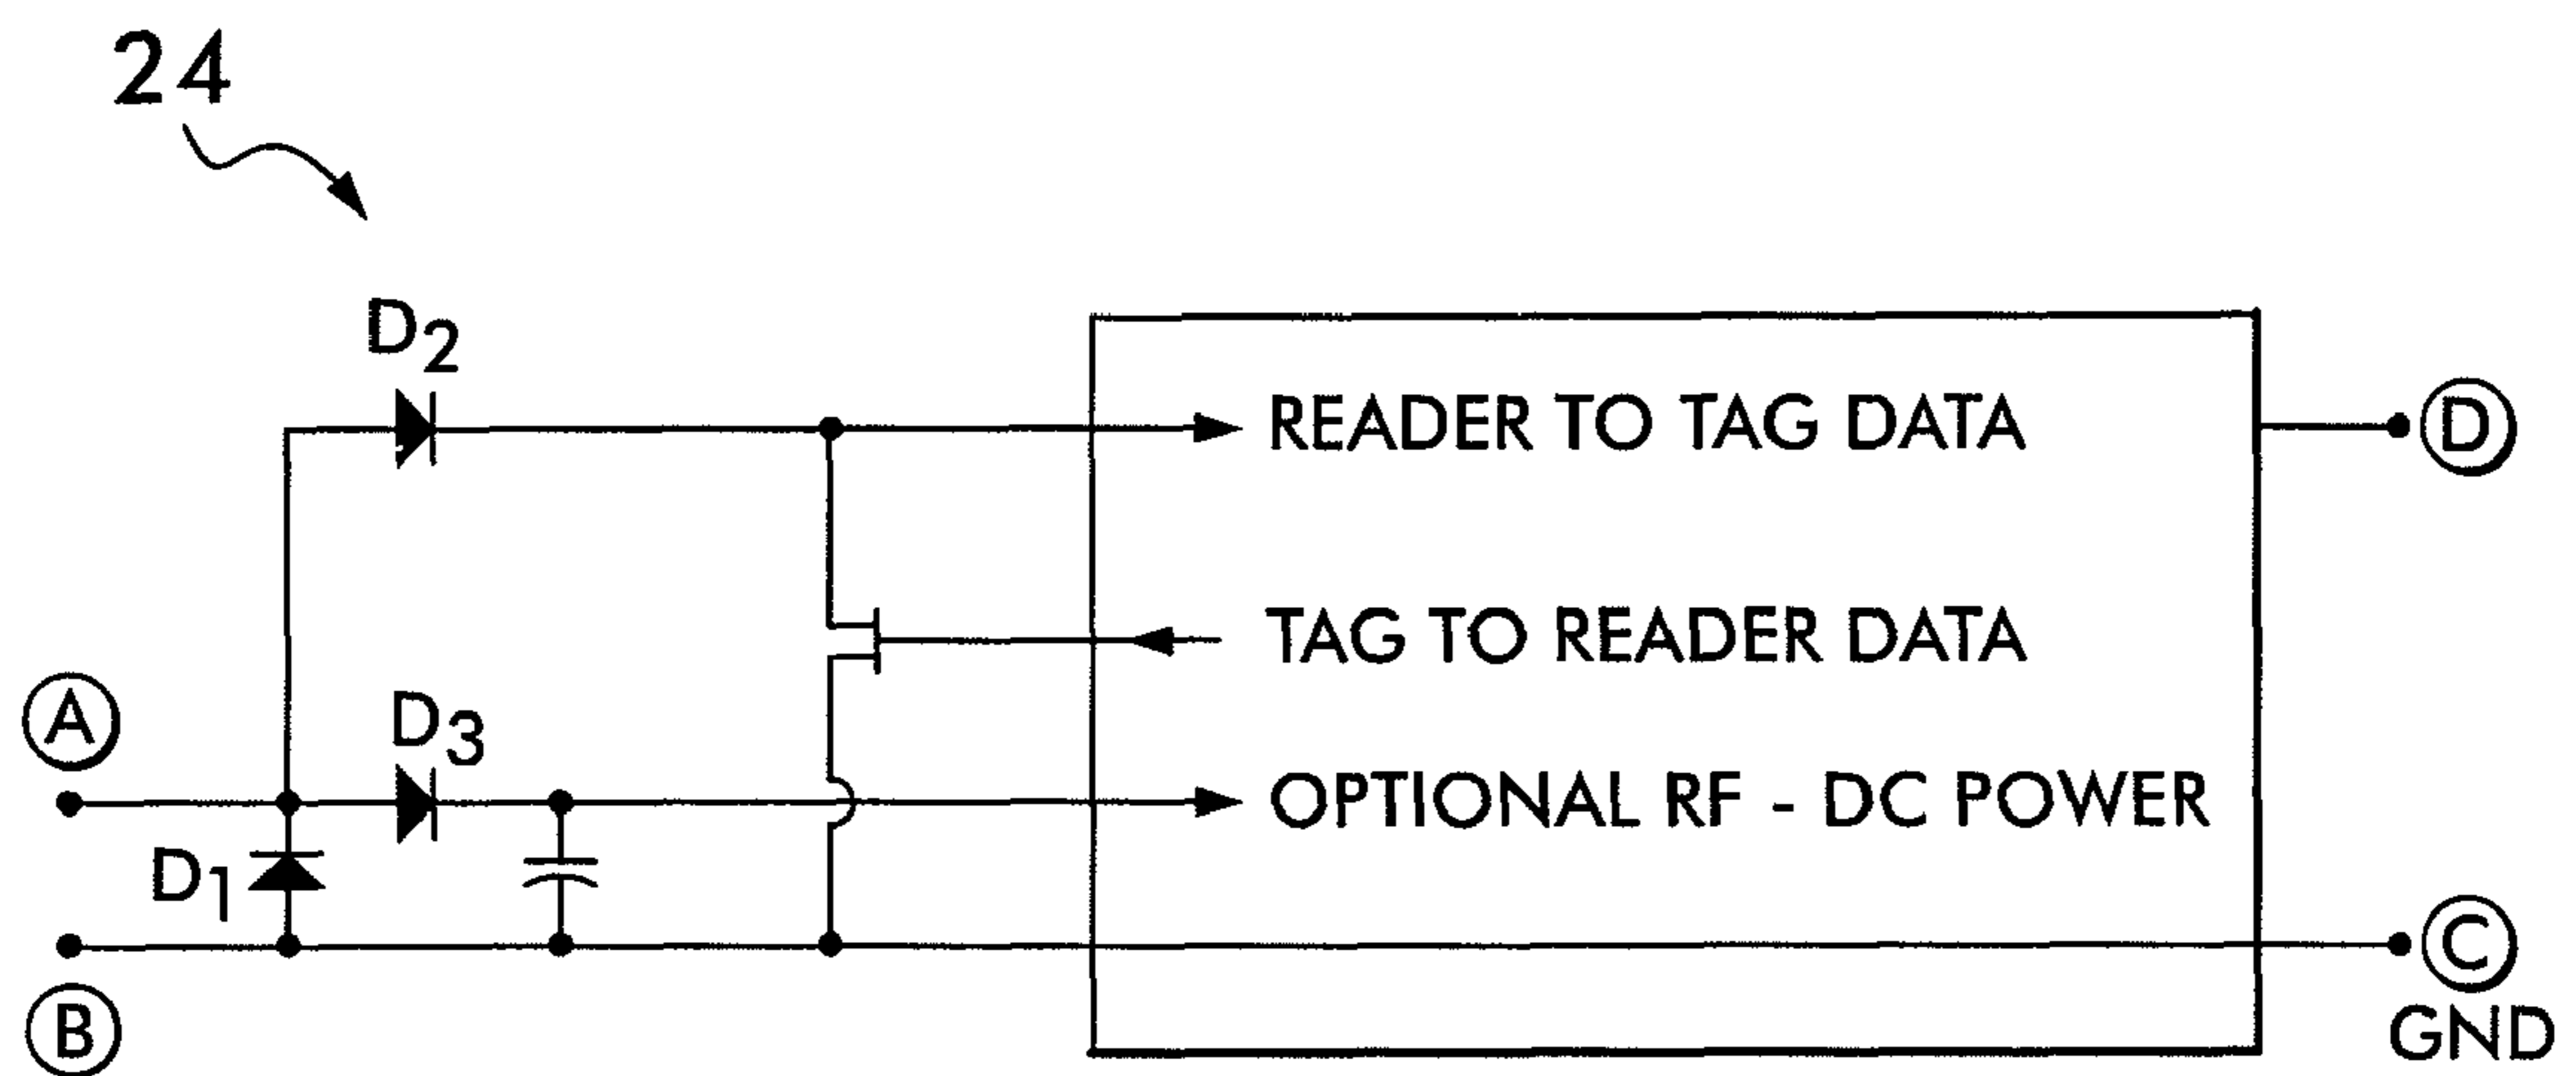 24
D2
READER TO TAG DATA
D
TAG TO READER DATA
A
D3
OPTIONAL RF - DC POWER
D1
C
B
GND